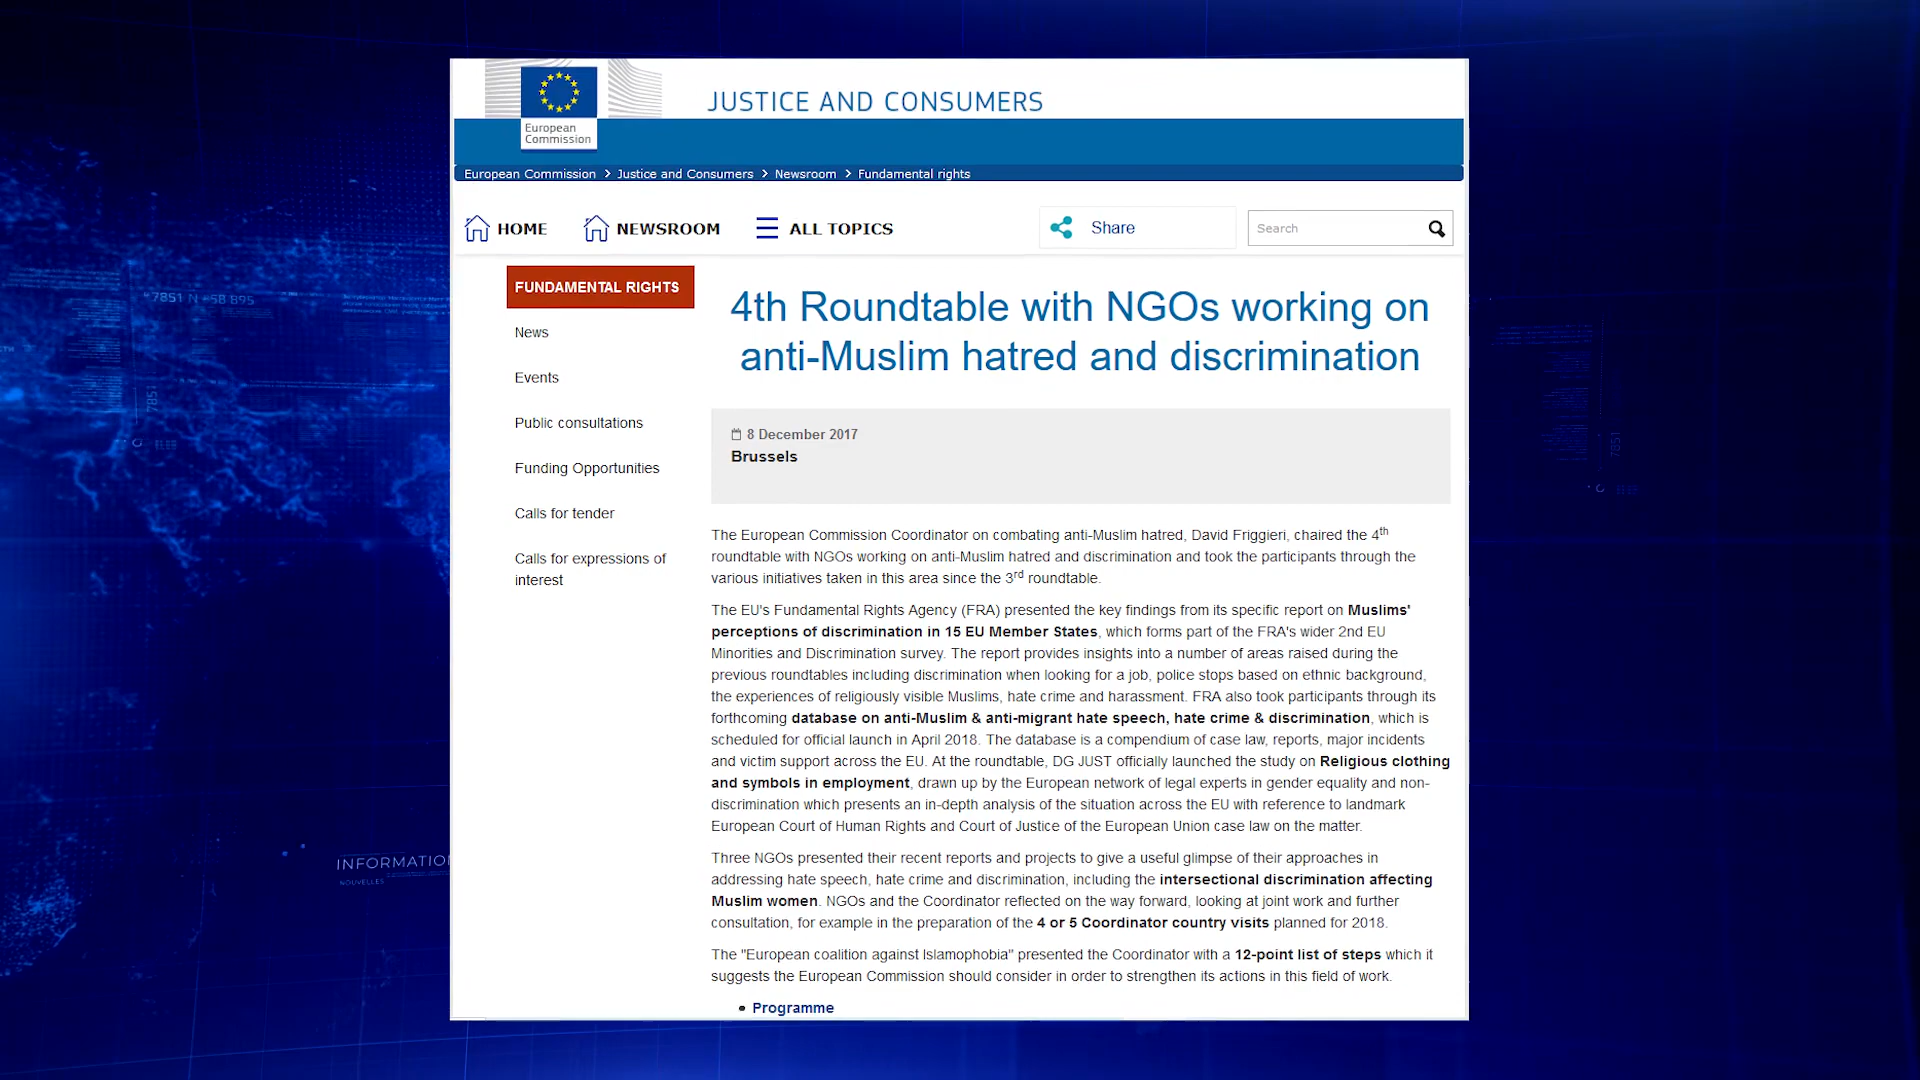 JUSTICE AND CONSUMERS
European
Commission
European Commission > Justice and Consumers > Newsroom > Fundamental rights
HOME NEWSROOM ALL TOPICS Share Search
FUNDAMENTAL RIGHTS
News
Events
Public consultations
Funding Opportunities
Calls for tender
Calls for expressions of
interest
4th Roundtable with NGOs working on
anti-Muslim hatred and discrimination
8 December 2017
Brussels
The European Commission Coordinator on combating anti-Muslim hatred, David Friggieri, chaired the 4th
roundtable with NGOs working on anti-Muslim hatred and discrimination and took the participants through the
various initiatives taken in this area since the 3rd roundtable.
The EU's Fundamental Rights Agency (FRA) presented the key findings from its specific report on Muslims'
perceptions of discrimination in 15 EU Member States, which forms part of the FRA's wider 2nd EU
Minorities and Discrimination survey. The report provides insights into a number of areas raised during the
previous roundtables including discrimination when looking for a job, police stops based on ethnic background,
the experiences of religiously visible Muslims, hate crime and harassment. FRA also took participants through its
forthcoming database on anti-Muslim & anti-migrant hate speech, hate crime & discrimination, which is
scheduled for official launch in April 2018. The database is a compendium of case law, reports, major incidents
and victim support across the EU. At the roundtable, DG JUST officially launched the study on Religious clothing
and symbols in employment, drawn up by the European network of legal experts in gender equality and non-
discrimination which presents an in-depth analysis of the situation across the EU with reference to landmark
European Court of Human Rights and Court of Justice of the European Union case law on the matter.
Three NGOs presented their recent reports and projects to give a useful glimpse of their approaches in
addressing hate speech, hate crime and discrimination, including the intersectional discrimination affecting
Muslim women. NGOs and the Coordinator reflected on the way forward, looking at joint work and further
consultation, for example in the preparation of the 4 or 5 Coordinator country visits planned for 2018.
The "European coalition against Islamophobia" presented the Coordinator with a 12-point list of steps which it
suggests the European Commission should consider in order to strengthen its actions in this field of work.
• Programme
7851 N -58 895
7851
INFORMATIO
NOUVELLES
7851